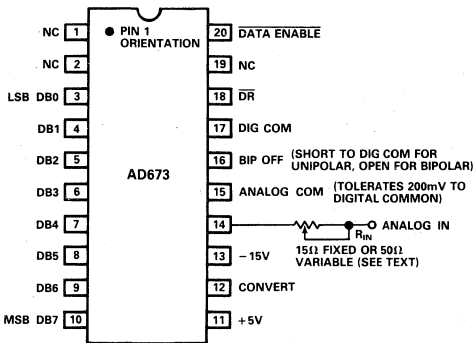 NC 1 PIN 1 ORIENTATION 20 DATA ENABLE
NC 2 19 NC
LSB DB0 3 18 DR
DB1 4 17 DIG COM
DB2 5 16 BIP OFF (SHORT TO DIG COM FOR UNIPOLAR, OPEN FOR BIPOLAR)
AD673
DB3 6 15 ANALOG COM (TOLERATES 200mV TO DIGITAL COMMON)
DB4 7 14 RIN ANALOG IN
15Ω FIXED OR 50Ω
VARIABLE (SEE TEXT)
DB5 8 13 −15V
DB6 9 12 CONVERT
MSB DB7 10 11 +5V